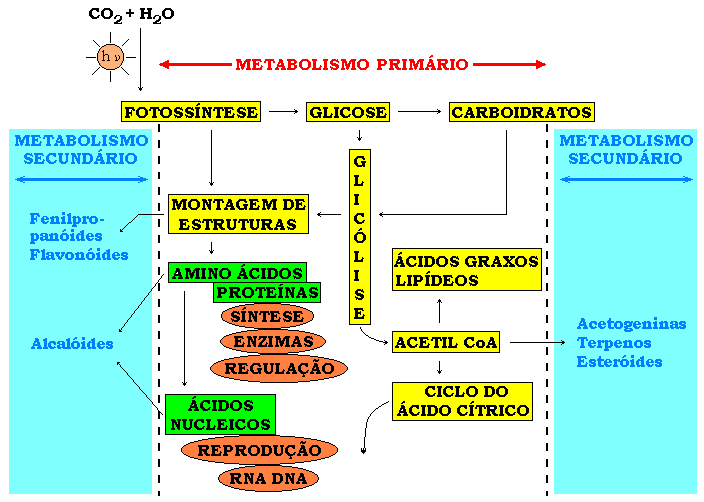 CO2 + H2O
hν
METABOLISMO PRIMÁRIO
FOTOSSÍNTESE
GLICOSE
CARBOIDRATOS
METABOLISMO
SECUNDÁRIO
METABOLISMO
SECUNDÁRIO
GLICÓLISE
MONTAGEM DE
ESTRUTURAS
Fenilpro-
panóides
Flavonóides
AMINO ÁCIDOS
PROTEÍNAS
SÍNTESE
ENZIMAS
REGULAÇÃO
ÁCIDOS GRAXOS
LIPÍDEOS
Alcalóides
ACETIL CoA
Acetogeninas
Terpenos
Esteróides
CICLO DO
ÁCIDO CÍTRICO
ÁCIDOS
NUCLEICOS
REPRODUÇÃO
RNA DNA